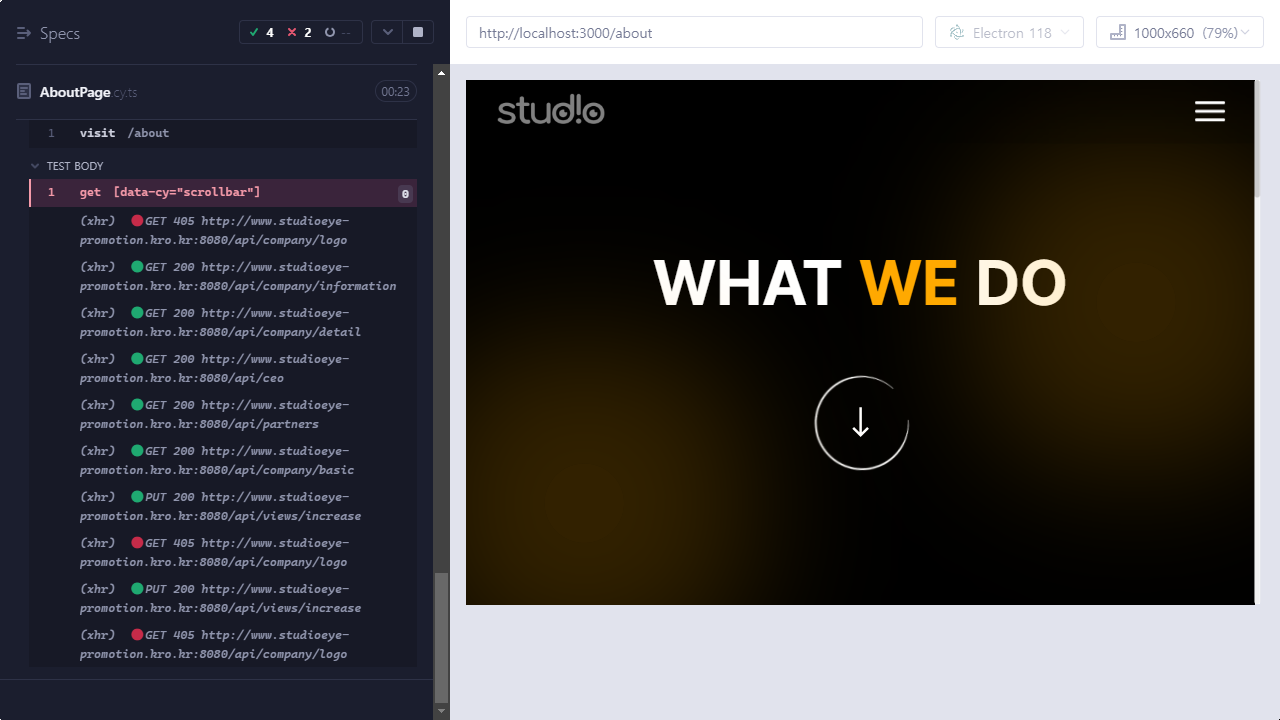 Specs
4
2
--
http://localhost:3000/about
Electron 118
1000x660 (79%)
AboutPage.cy.ts
00:23
1 visit /about
TEST BODY
1 get [data-cy="scrollbar"]
0
(xhr) GET 405 http://www.studioeye-
promotion.kro.kr:8080/api/company/logo
(xhr) GET 200 http://www.studioeye-
promotion.kro.kr:8080/api/company/information
(xhr) GET 200 http://www.studioeye-
promotion.kro.kr:8080/api/company/detail
(xhr) GET 200 http://www.studioeye-
promotion.kro.kr:8080/api/ceo
(xhr) GET 200 http://www.studioeye-
promotion.kro.kr:8080/api/partners
(xhr) GET 200 http://www.studioeye-
promotion.kro.kr:8080/api/company/basic
(xhr) PUT 200 http://www.studioeye-
promotion.kro.kr:8080/api/views/increase
(xhr) GET 405 http://www.studioeye-
promotion.kro.kr:8080/api/company/logo
(xhr) PUT 200 http://www.studioeye-
promotion.kro.kr:8080/api/views/increase
(xhr) GET 405 http://www.studioeye-
promotion.kro.kr:8080/api/company/logo
stud!o
WHAT WE DO